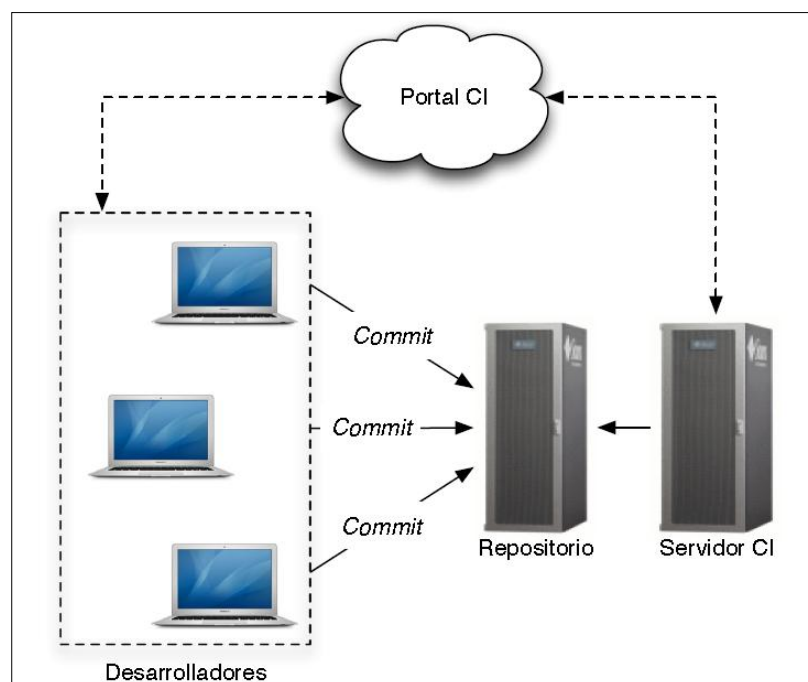 Portal CI
Commit
Commit
Commit
Repositorio
Servidor CI
Desarrolladores